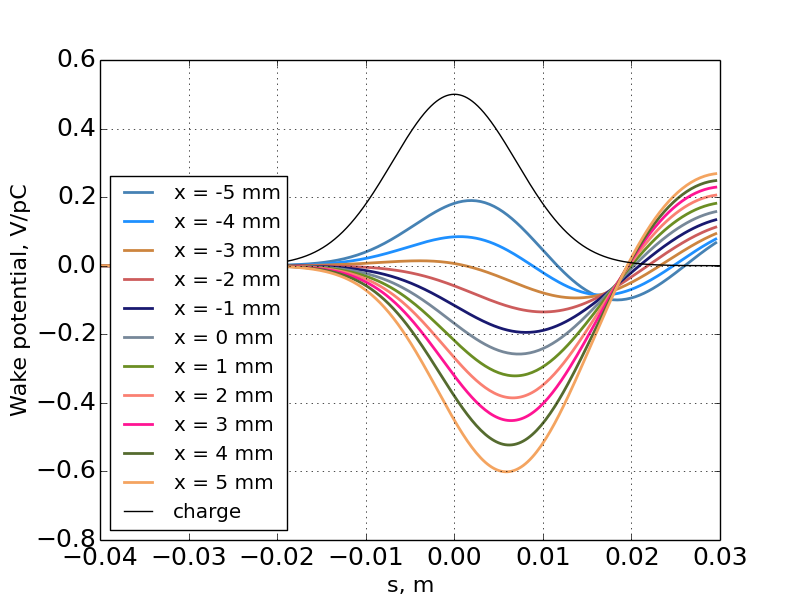 0.6
0.4
0.2
0.0
−0.2
−0.4
−0.6
−0.8
Wake potential, V/pC
x = -5 mm
x = -4 mm
x = -3 mm
x = -2 mm
x = -1 mm
x = 0 mm
x = 1 mm
x = 2 mm
x = 3 mm
x = 4 mm
x = 5 mm
charge
−0.04 −0.03 −0.02 −0.01 0.00 0.01 0.02 0.03
s, m